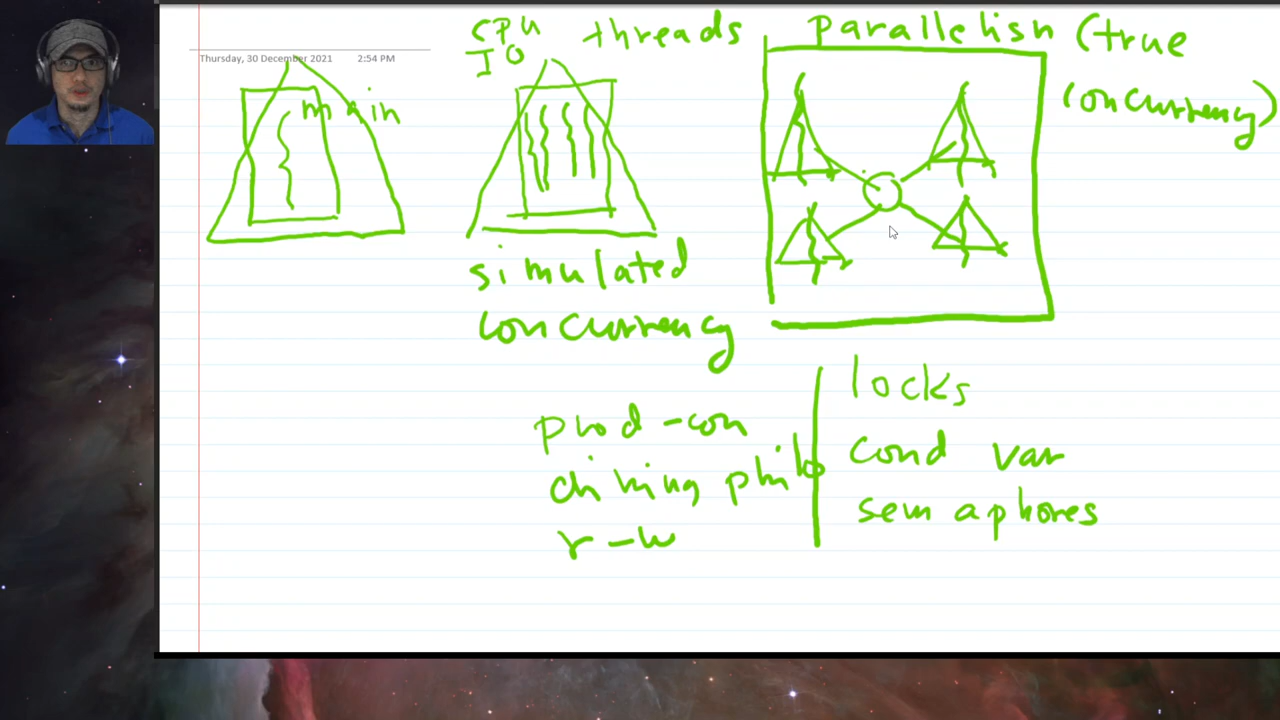 Thursday, 30 December 2021 2:54 PM
main
CPU
IO
threads
simulated
concurrency
parallelism (true
concurrency)
prod-con
dining philo
r-w
locks
cond var
semaphores